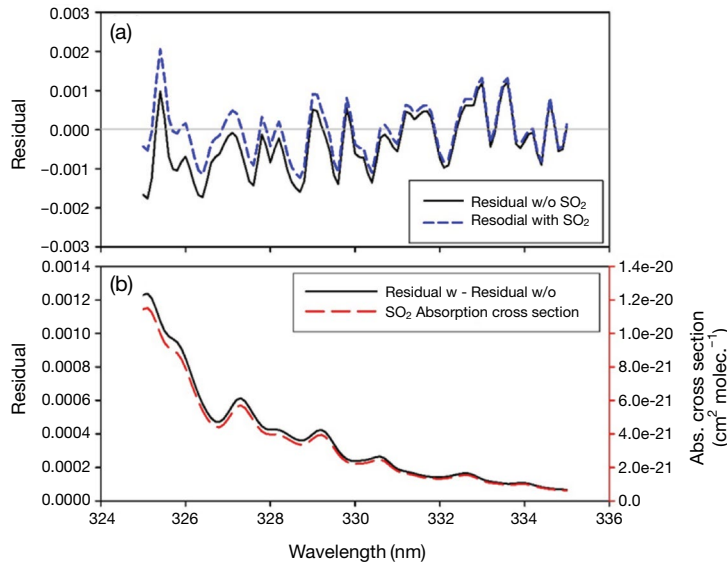 (a)
0.003
0.002
0.001
0.000
−0.001
−0.002
−0.003
Residual
Residual w/o SO₂
Resodial with SO₂
(b)
0.0014
0.0012
0.0010
0.0008
0.0006
0.0004
0.0002
0.0000
Residual
Residual w - Residual w/o
SO₂ Absorption cross section
1.4e-20
1.2e-20
1.0e-20
8.0e-21
6.0e-21
4.0e-21
2.0e-21
0.0
Abs. cross section
(cm² molec.⁻¹)
324 326 328 330 332 334 336
Wavelength (nm)